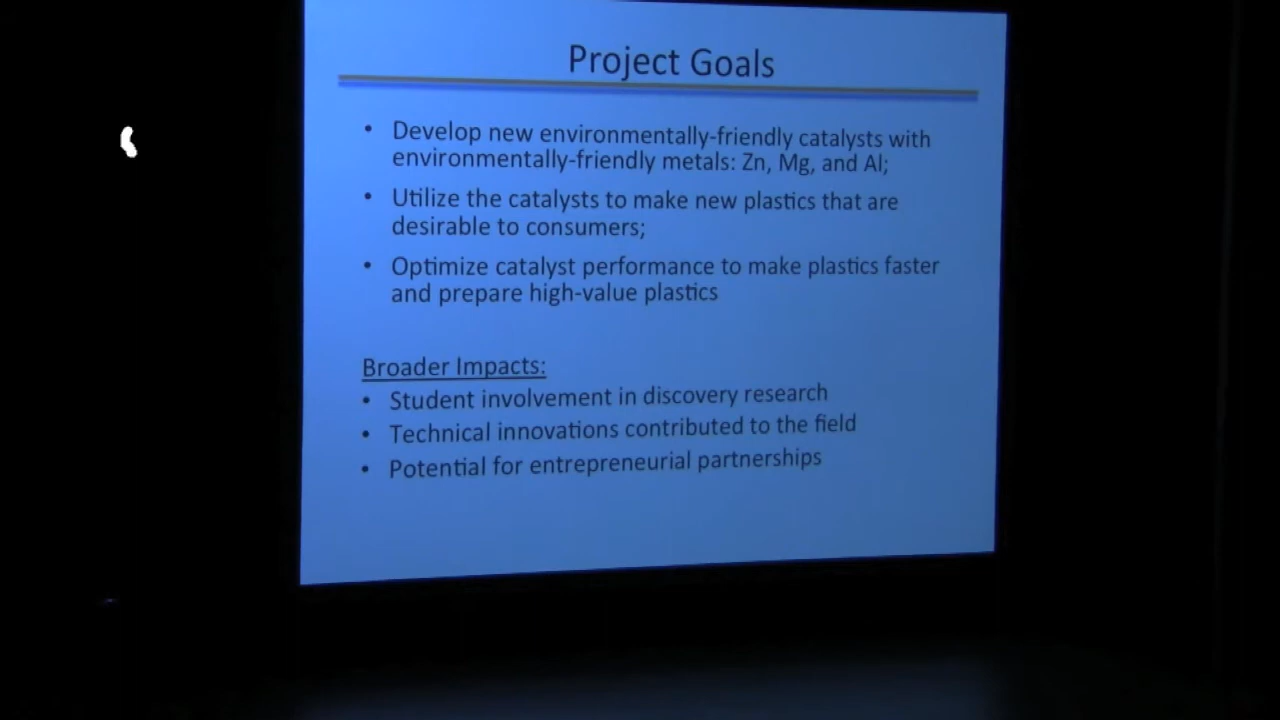 Project Goals
• Develop new environmentally-friendly catalysts with
environmentally-friendly metals: Zn, Mg, and Al;
• Utilize the catalysts to make new plastics that are
desirable to consumers;
• Optimize catalyst performance to make plastics faster
and prepare high-value plastics
Broader Impacts:
• Student involvement in discovery research
• Technical innovations contributed to the field
• Potential for entrepreneurial partnerships